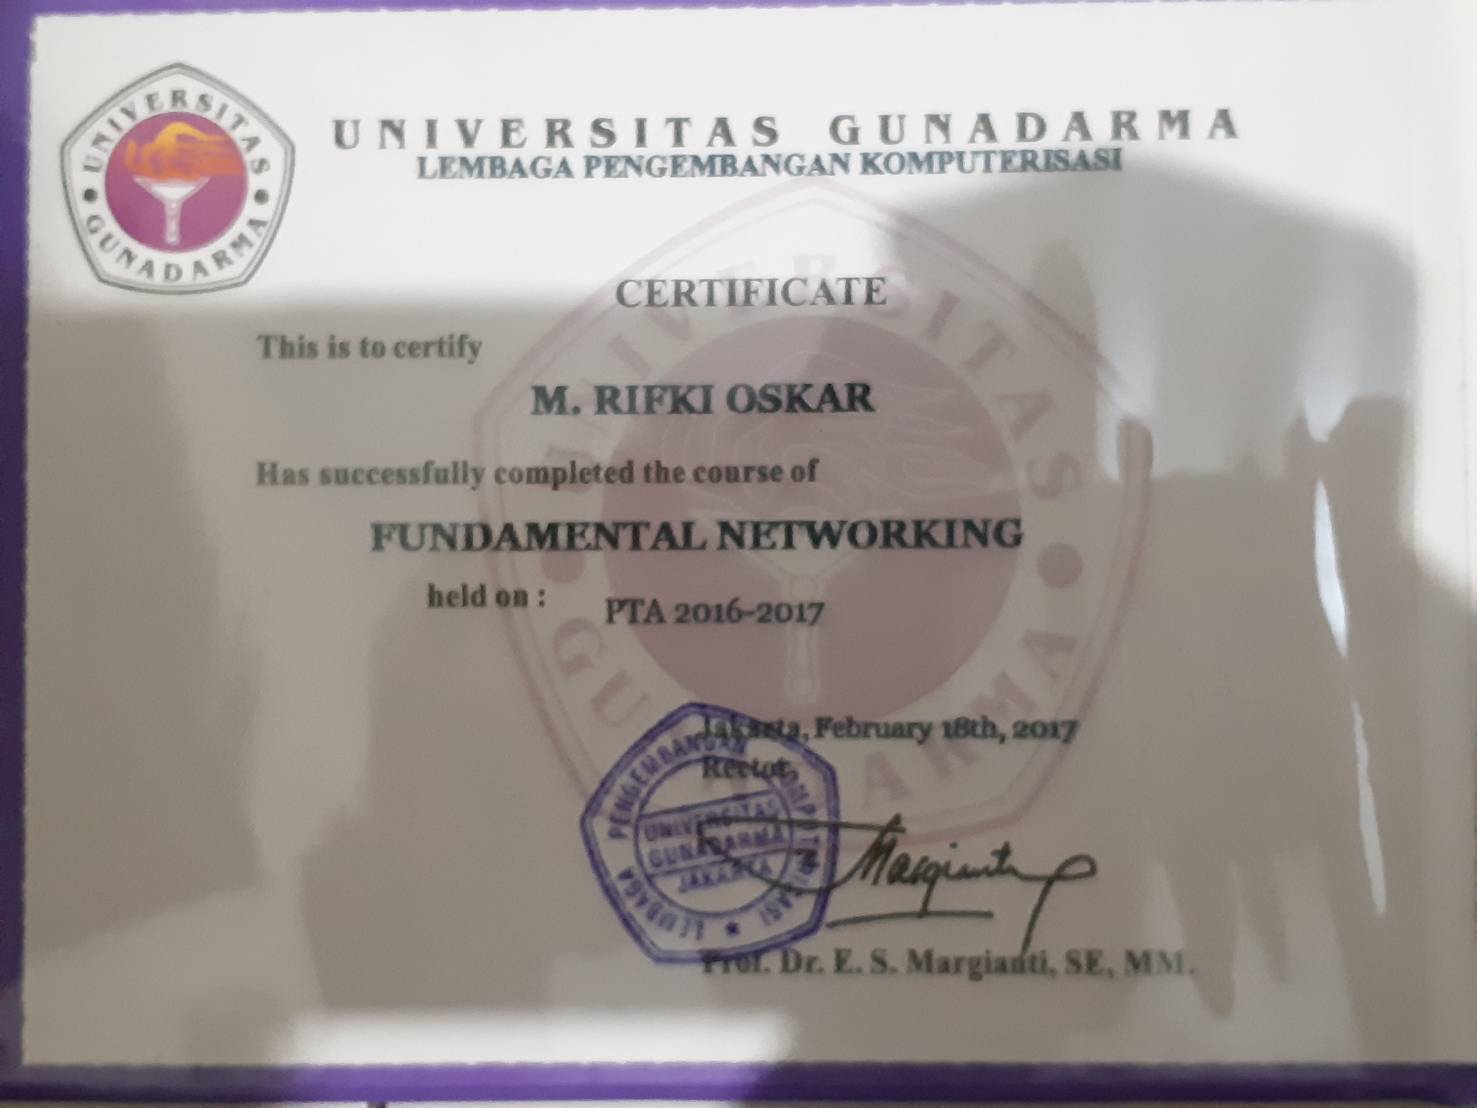 UNIVERSITAS GUNADARMA
UNIVERSITAS GUNADARMA
LEMBAGA PENGEMBANGAN KOMPUTERISASI
CERTIFICATE
This is to certify
M. RIFKI OSKAR
Has successfully completed the course of
FUNDAMENTAL NETWORKING
held on : PTA 2016-2017
UNIVERSITAS GUNADARMA
Jakarta, February 18th, 2017
Rector
LEMBAGA PENGEMBANGAN KOMPUTERISASI
UNIVERSITAS
GUNADARMA
JAKARTA
Margianti
Prof. Dr. E. S. Margianti, SE, MM.